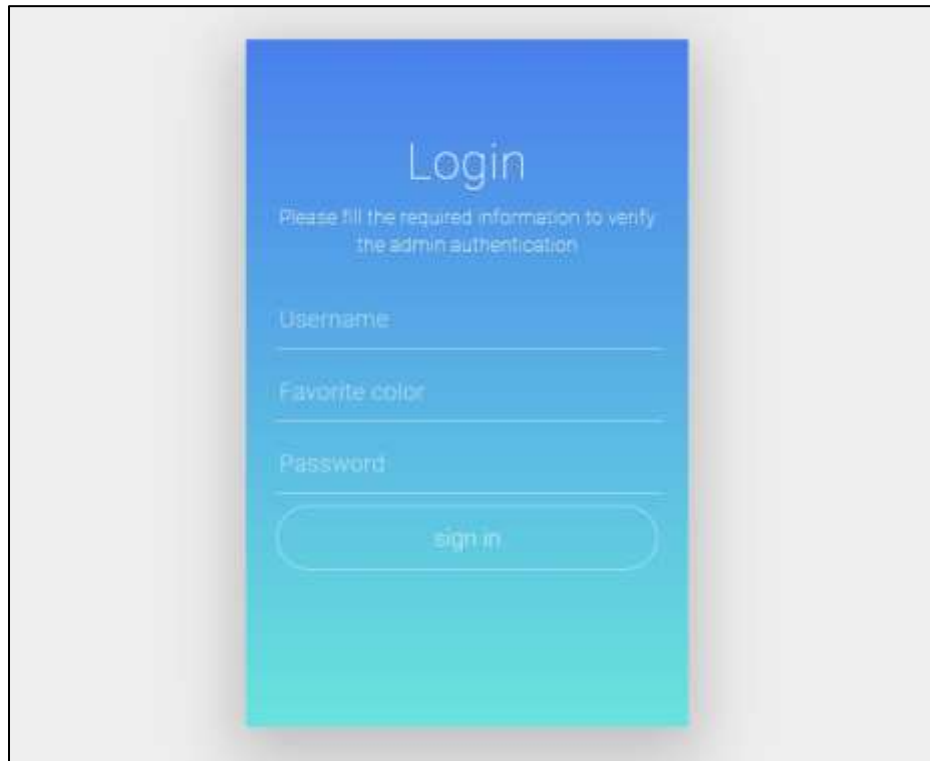 Login
Please fill the required information to verify
the admin authentication
Username
Favorite color
Password
sign in